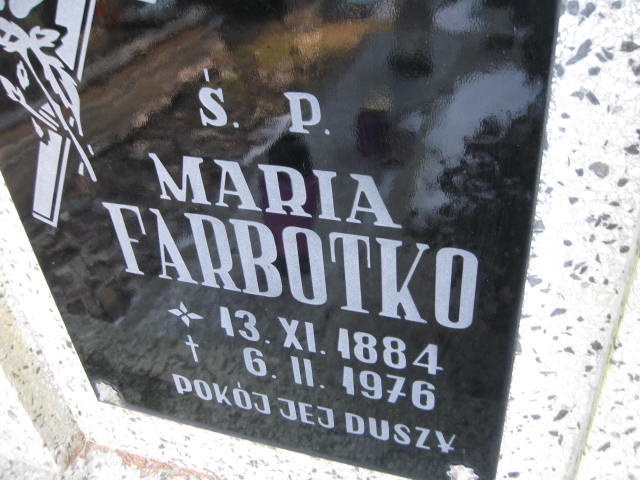 Ś. P.
MARIA
FARBOTKO
13. XI. 1884
6. II. 1976
POKÓJ JEJ DUSZY